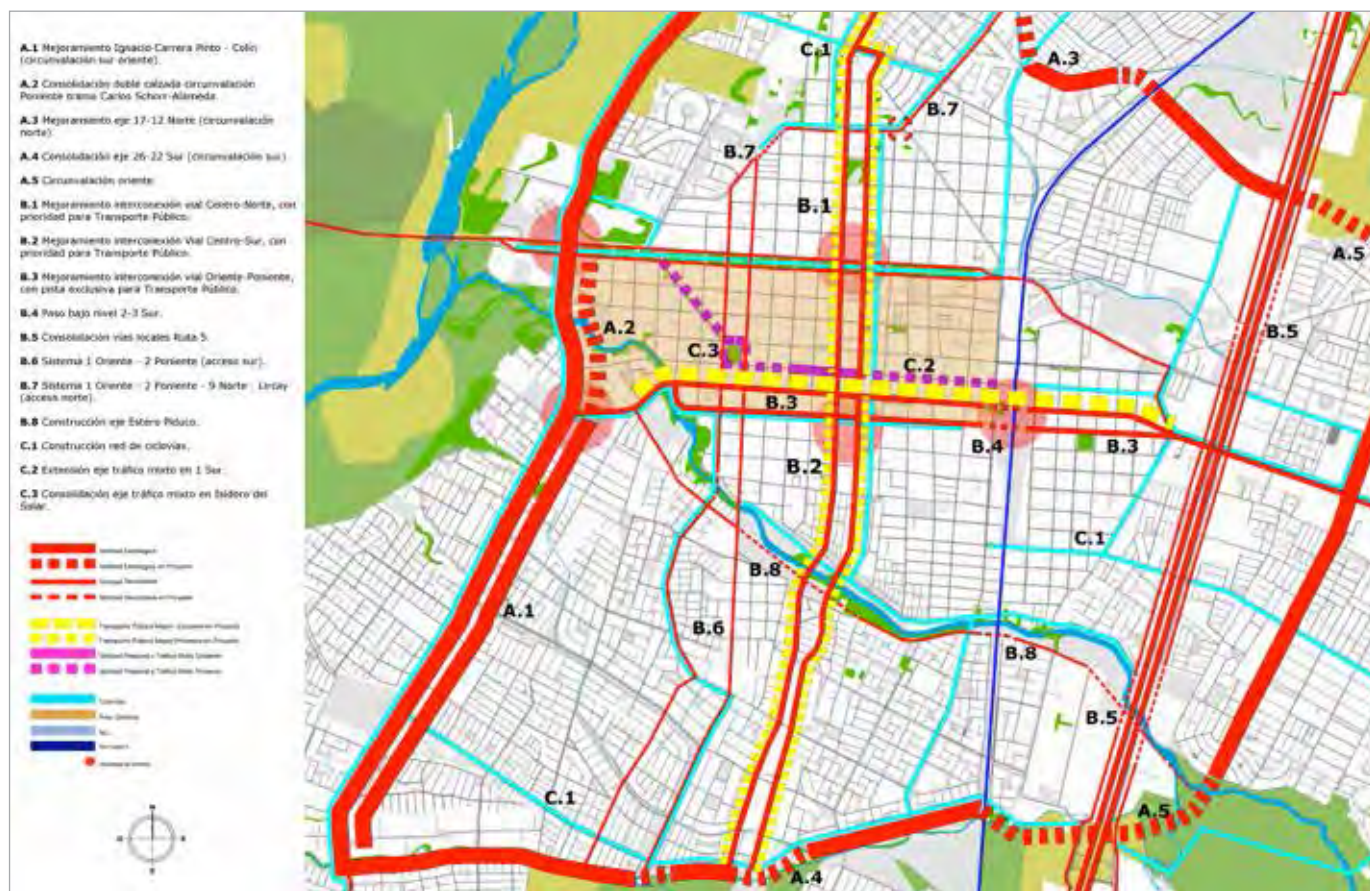 A.1 Mejoramiento Ignacio Carrera Pinto - Colin
(circunvalación sur oriente).
A.2 Consolidación doble calzada circunvalación
Poniente tramo Carlos Schorr-Alameda.
A.3 Mejoramiento eje 17-12 Norte (circunvalación
norte)
A.4 Consolidación eje 26-22 Sur (circunvalación sur)
A.5 Circunvalación oriente
B.1 Mejoramiento interconexión vial Centro-Norte, con
prioridad para Transporte Público.
B.2 Mejoramiento interconexión Vial Centro-Sur, con
prioridad para Transporte Público.
B.3 Mejoramiento interconexión vial Oriente-Poniente,
con pista exclusiva para Transporte Público.
B.4 Paso bajo nivel 2-3 Sur.
B.5 Consolidación vías locales Ruta 5.
B.6 Sistema 1 Oriente - 2 Poniente (acceso sur).
B.7 Sistema 1 Oriente - 2 Poniente - 9 Norte - Lircay
(acceso norte).
B.8 Construcción eje Estero Piduco.
C.1 Construcción red de ciclovías.
C.2 Extensión eje tráfico mixto en 1 Sur.
C.3 Consolidación eje tráfico mixto en Isidoro del
Solar.
C.1
A.3
B.7
B.7
B.1
A.5
B.5
A.2
C.3
C.2
B.3
B.4
B.3
B.2
C.1
B.8
A.1
B.6
B.8
B.5
C.1
A.5
A.4